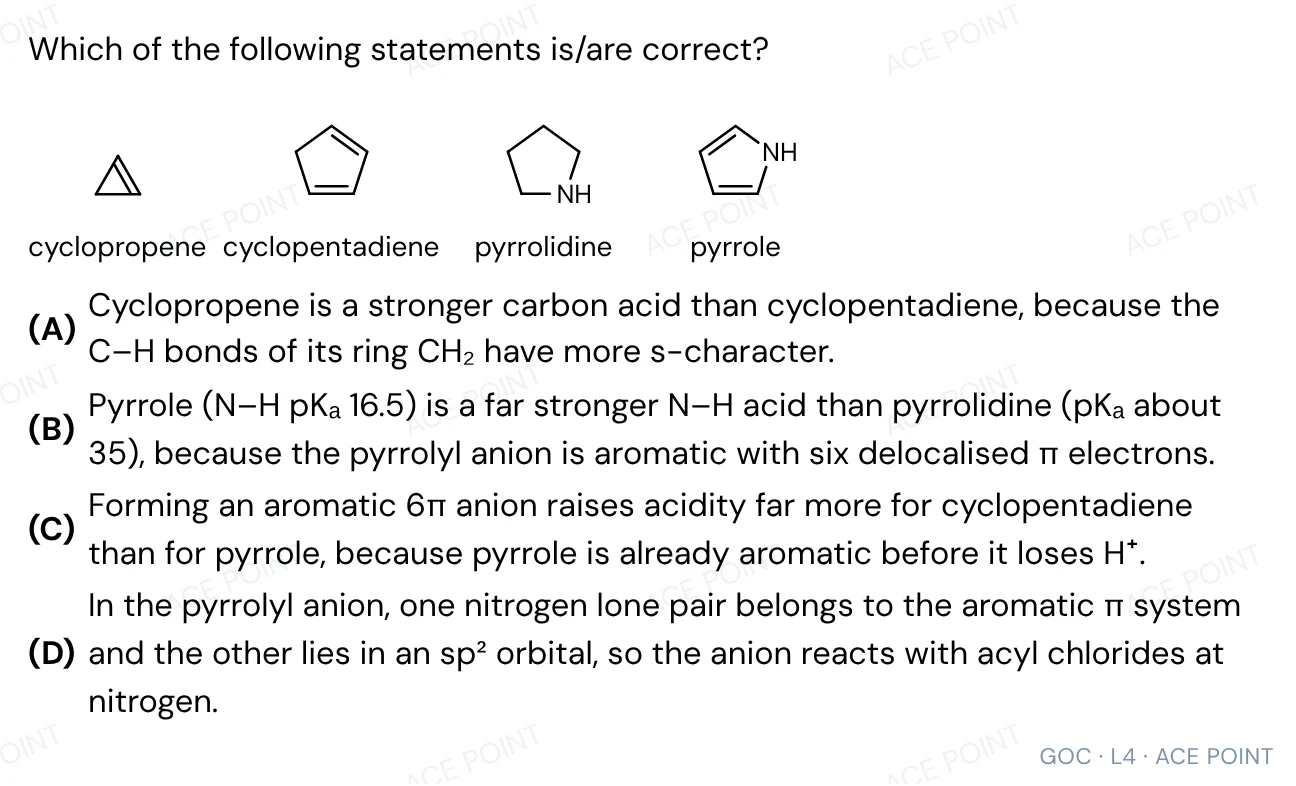 Which of the following statements is/are correct?
NH
NH
cyclopropene cyclopentadiene pyrrolidine pyrrole
(A) Cyclopropene is a stronger carbon acid than cyclopentadiene, because the
C–H bonds of its ring CH₂ have more s-character.
(B) Pyrrole (N–H pKₐ 16.5) is a far stronger N–H acid than pyrrolidine (pKₐ about
35), because the pyrrolyl anion is aromatic with six delocalised π electrons.
(C) Forming an aromatic 6π anion raises acidity far more for cyclopentadiene
than for pyrrole, because pyrrole is already aromatic before it loses H⁺.
(D) In the pyrrolyl anion, one nitrogen lone pair belongs to the aromatic π system
and the other lies in an sp² orbital, so the anion reacts with acyl chlorides at
nitrogen.
GOC · L4 · ACE POINT